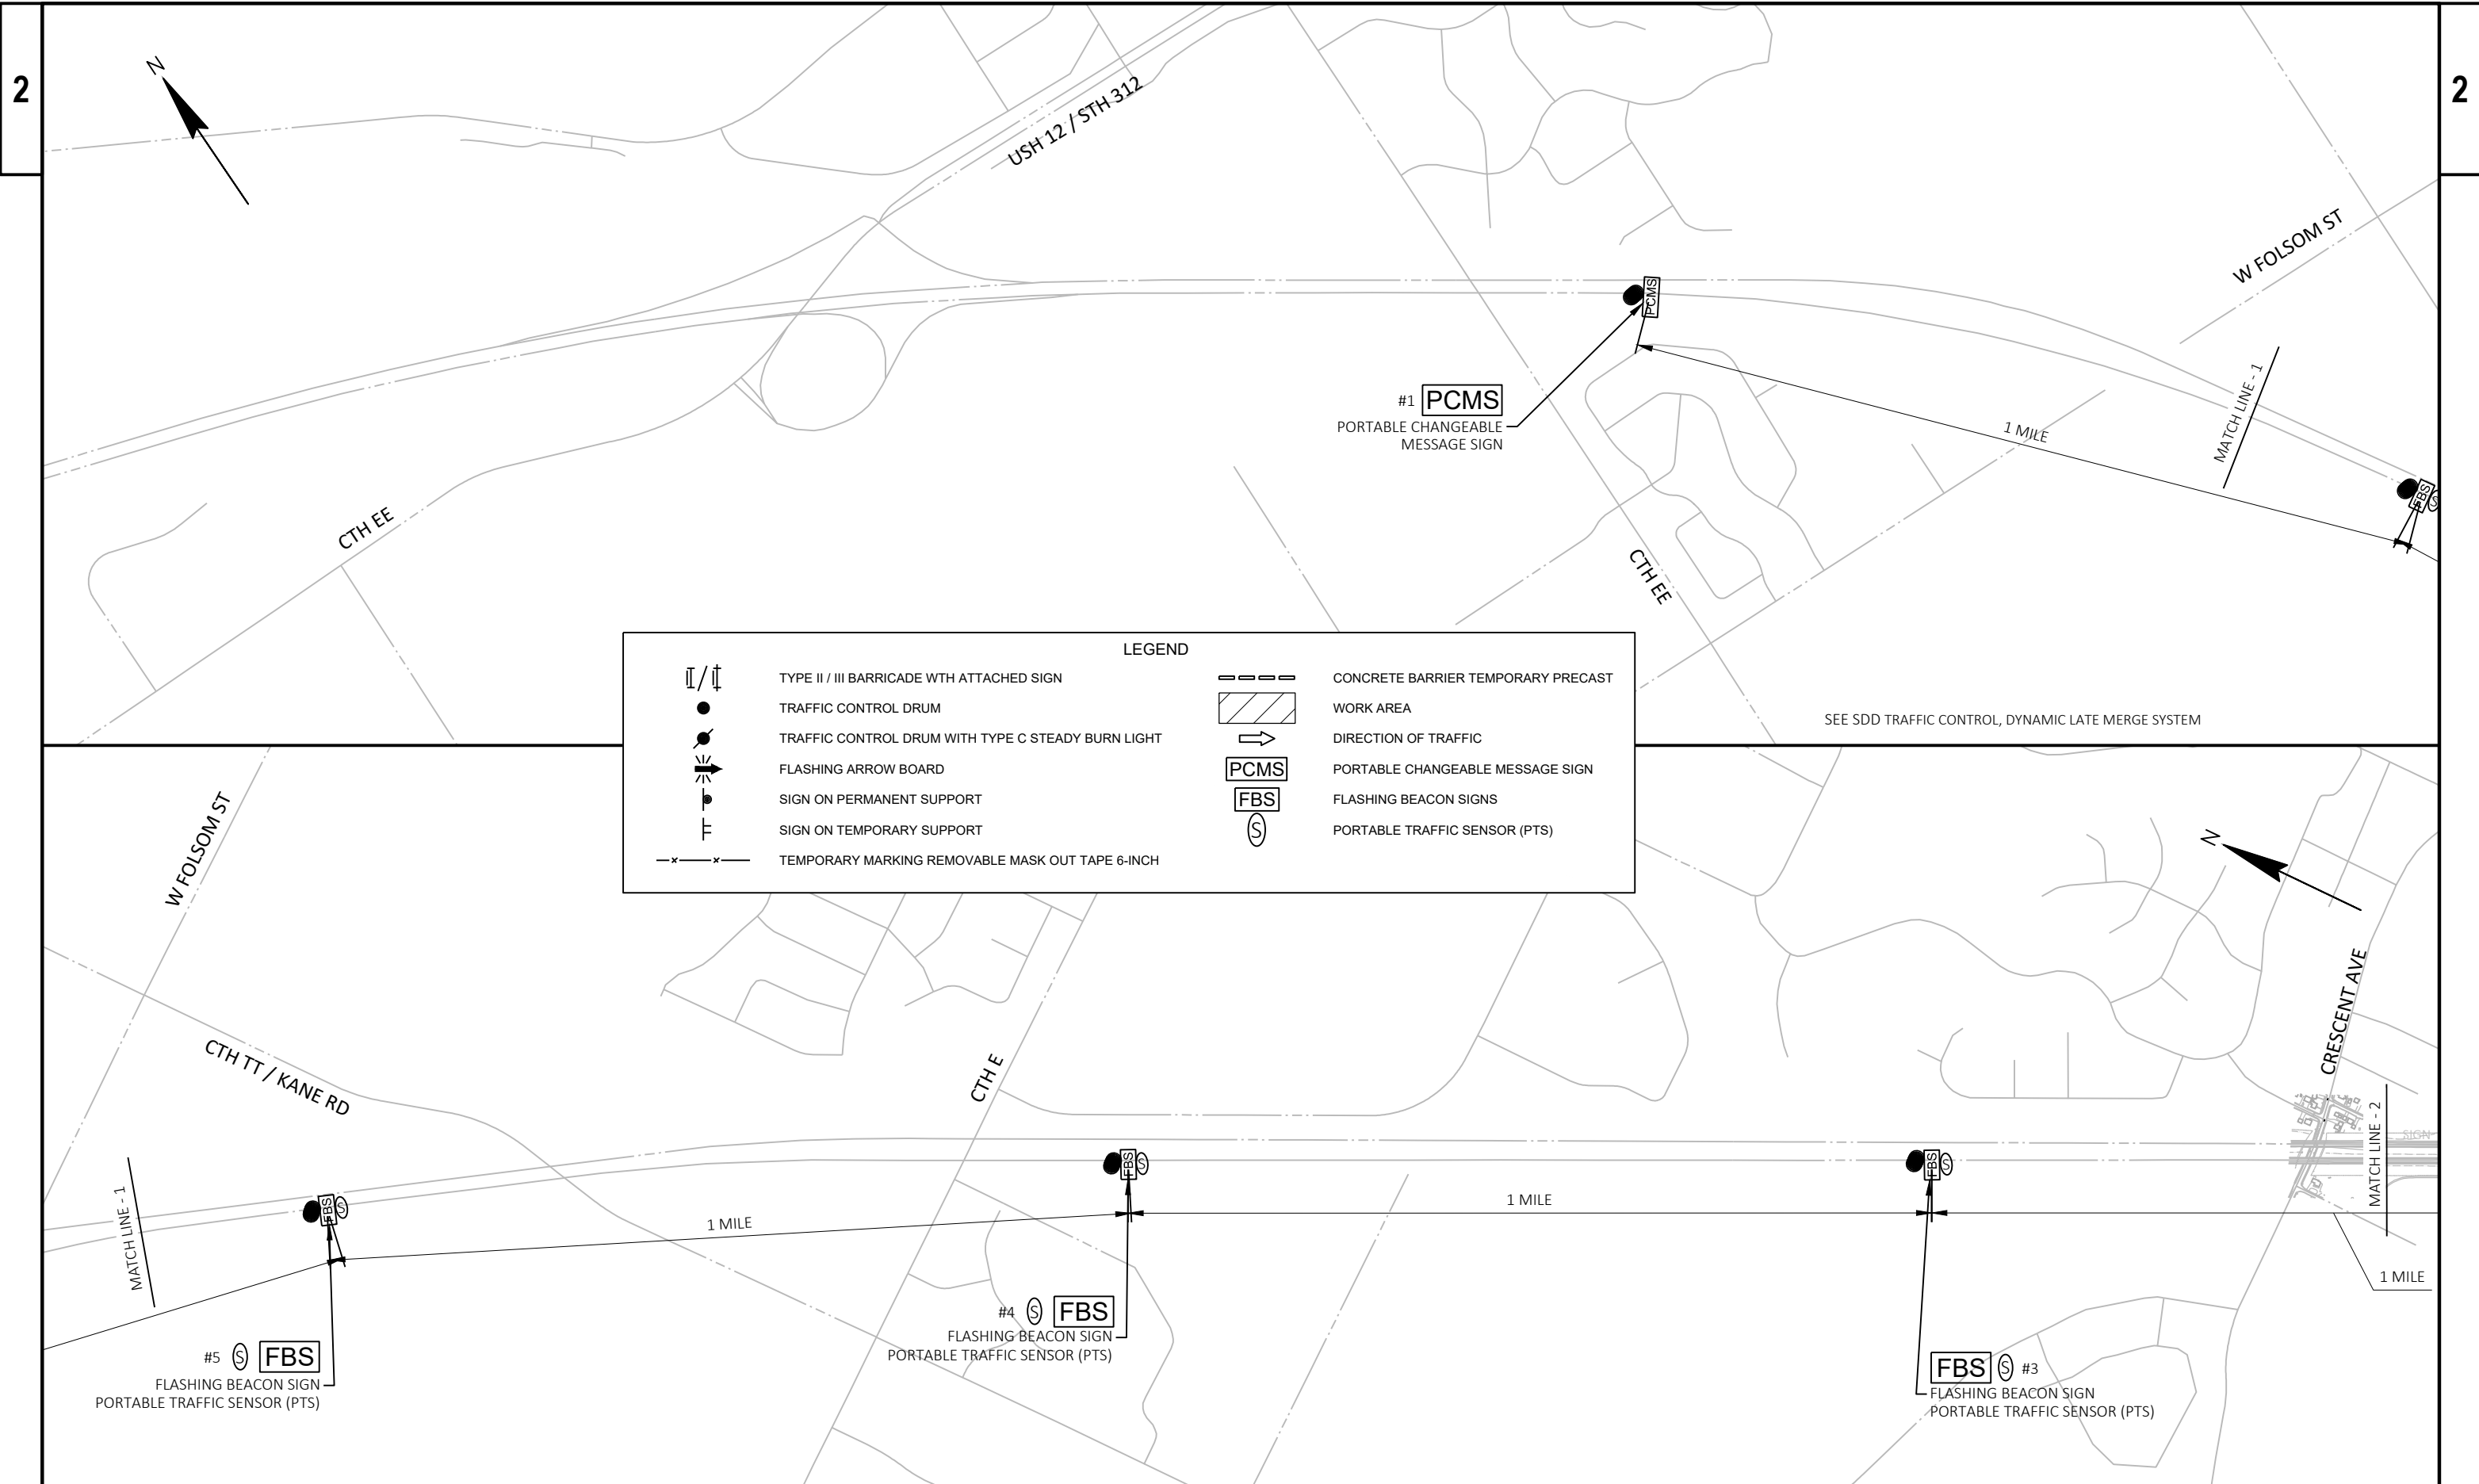 2
2
N
USH 12 / STH 312
W FOLSOM ST
PCMS
#1 PCMS
PORTABLE CHANGEABLE
MESSAGE SIGN
1 MILE
MATCH LINE - 1
FBS
S
CTH EE
CTH EE
SEE SDD TRAFFIC CONTROL, DYNAMIC LATE MERGE SYSTEM
LEGEND
TYPE II / III BARRICADE WTH ATTACHED SIGN
TRAFFIC CONTROL DRUM
TRAFFIC CONTROL DRUM WITH TYPE C STEADY BURN LIGHT
FLASHING ARROW BOARD
SIGN ON PERMANENT SUPPORT
SIGN ON TEMPORARY SUPPORT
TEMPORARY MARKING REMOVABLE MASK OUT TAPE 6-INCH
CONCRETE BARRIER TEMPORARY PRECAST
WORK AREA
DIRECTION OF TRAFFIC
PCMS PORTABLE CHANGEABLE MESSAGE SIGN
FBS FLASHING BEACON SIGNS
S PORTABLE TRAFFIC SENSOR (PTS)
W FOLSOM ST
N
CRESCENT AVE
CTH TT / KANE RD
CTH E
MATCH LINE - 1
FBS S
1 MILE
FBS S
1 MILE
FBS S
MATCH LINE - 2
SIGN
1 MILE
#5 S FBS
FLASHING BEACON SIGN
PORTABLE TRAFFIC SENSOR (PTS)
#4 S FBS
FLASHING BEACON SIGN
PORTABLE TRAFFIC SENSOR (PTS)
FBS S #3
FLASHING BEACON SIGN
PORTABLE TRAFFIC SENSOR (PTS)